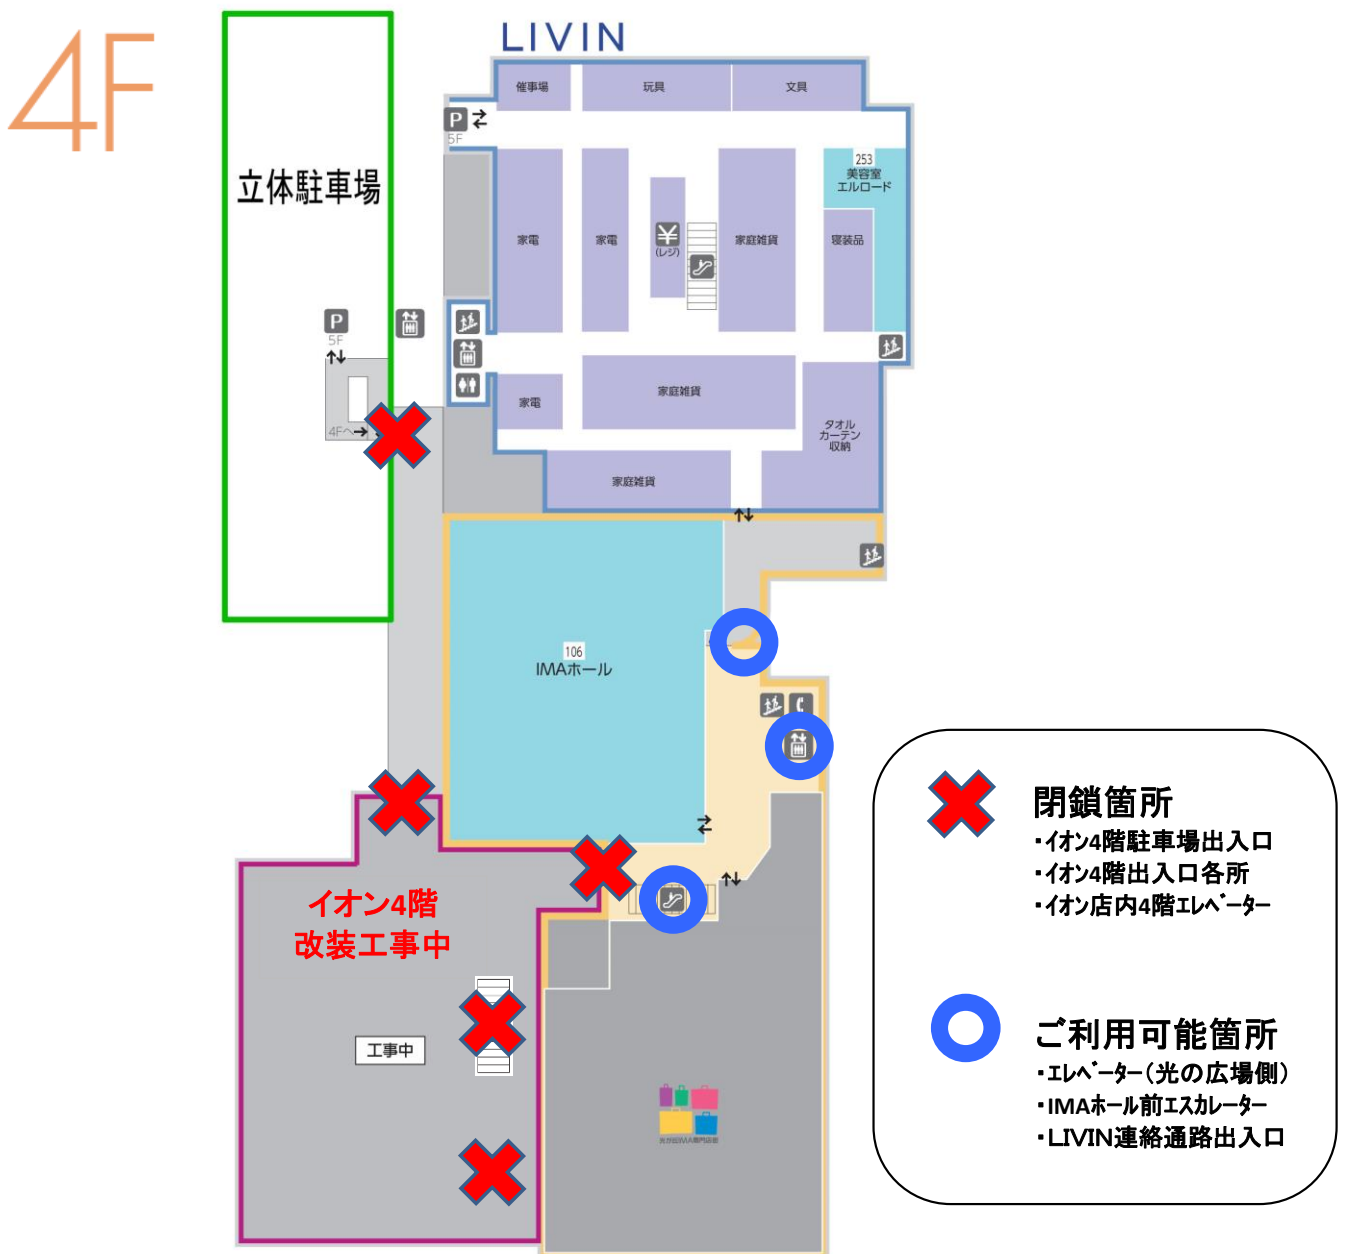 4F
LIVIN
催事場
玩具
文具
P
5F
253
美容室
エルロード
立体駐車場
家電
家電
¥
(レジ)
家庭雑貨
寝装品
P
5F
家電
家庭雑貨
タオル
カーテン
収納
4Fへ
家庭雑貨
106
IMAホール
イオン4階
改装工事中
工事中
閉鎖箇所
・イオン4階駐車場出入口
・イオン4階出入口各所
・イオン店内4階エレベーター
ご利用可能箇所
・エレベーター(光の広場側)
・IMAホール前エスカレーター
・LIVIN連絡通路出入口